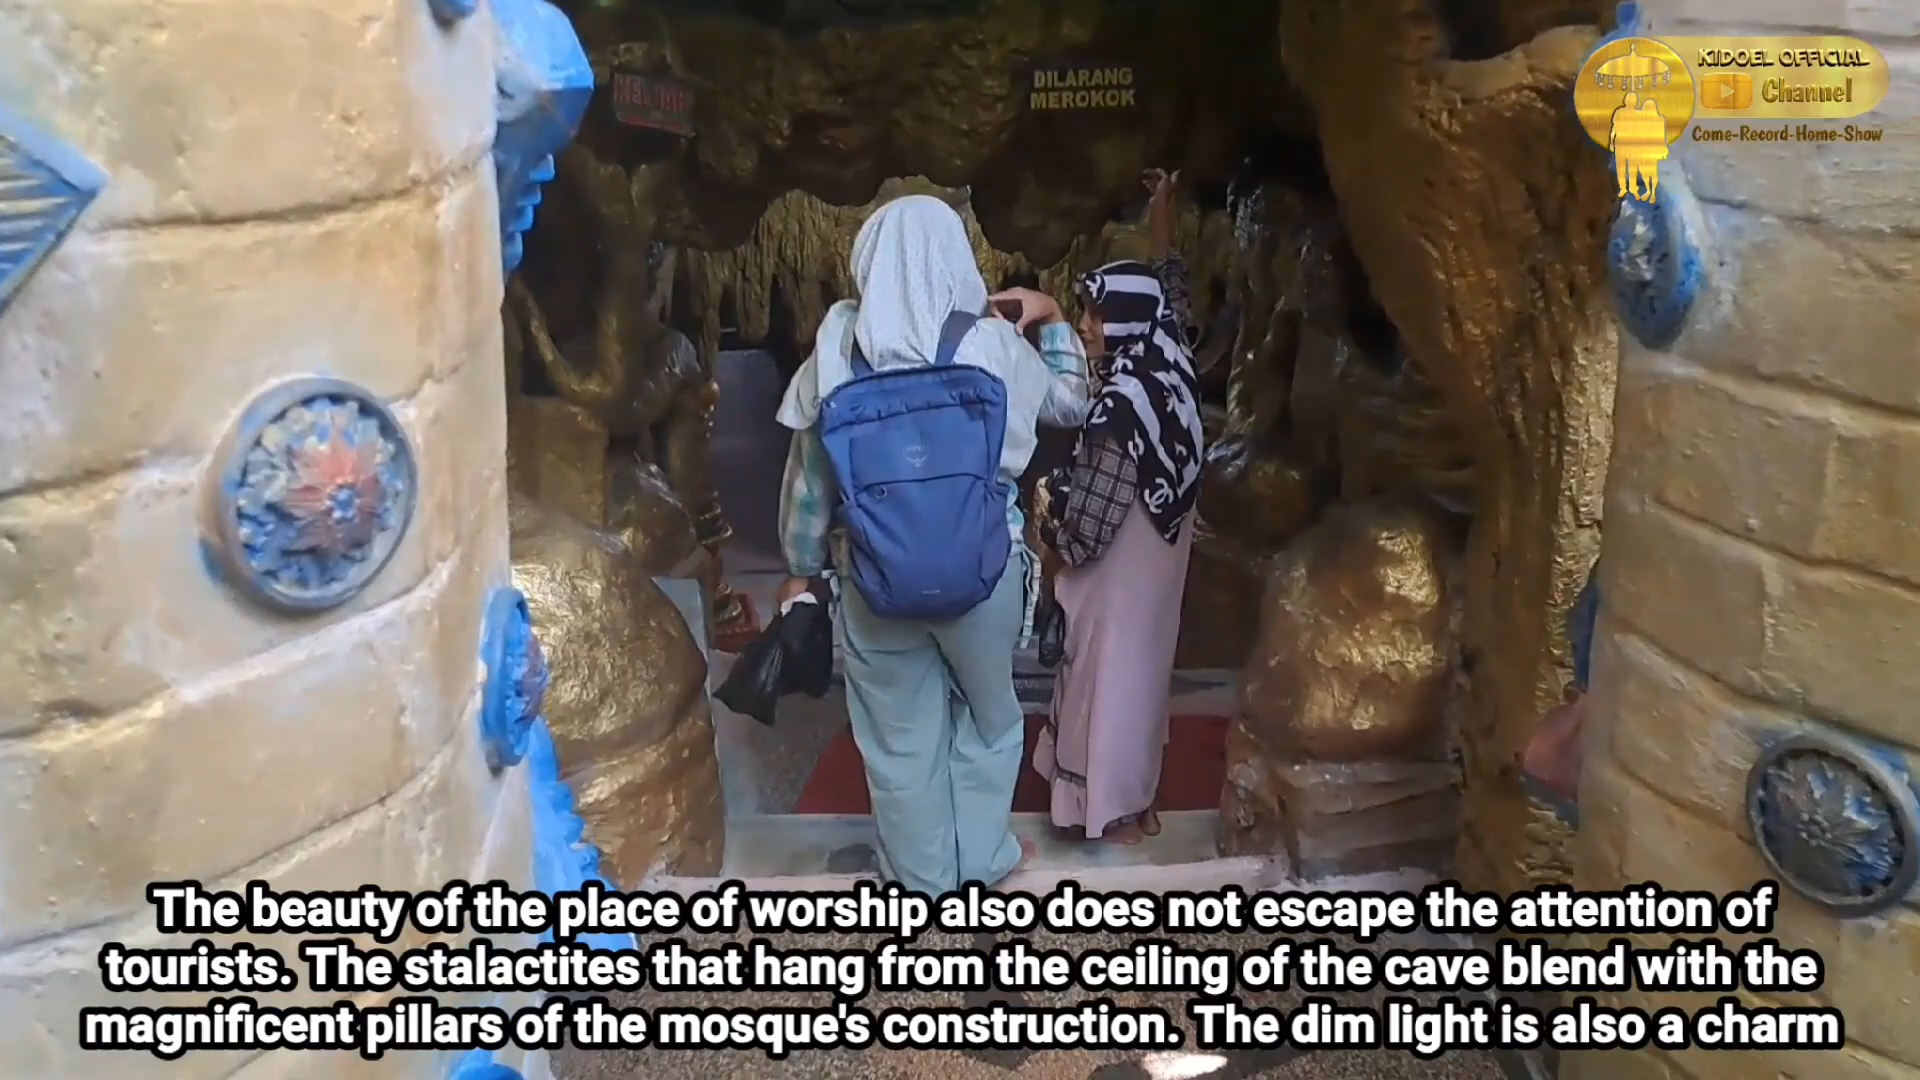 KELUAR
DILARANG
MEROKOK
KIDOEL OFFICIAL
Channel
Come-Record-Home-Show
The beauty of the place of worship also does not escape the attention of
tourists. The stalactites that hang from the ceiling of the cave blend with the
magnificent pillars of the mosque's construction. The dim light is also a charm